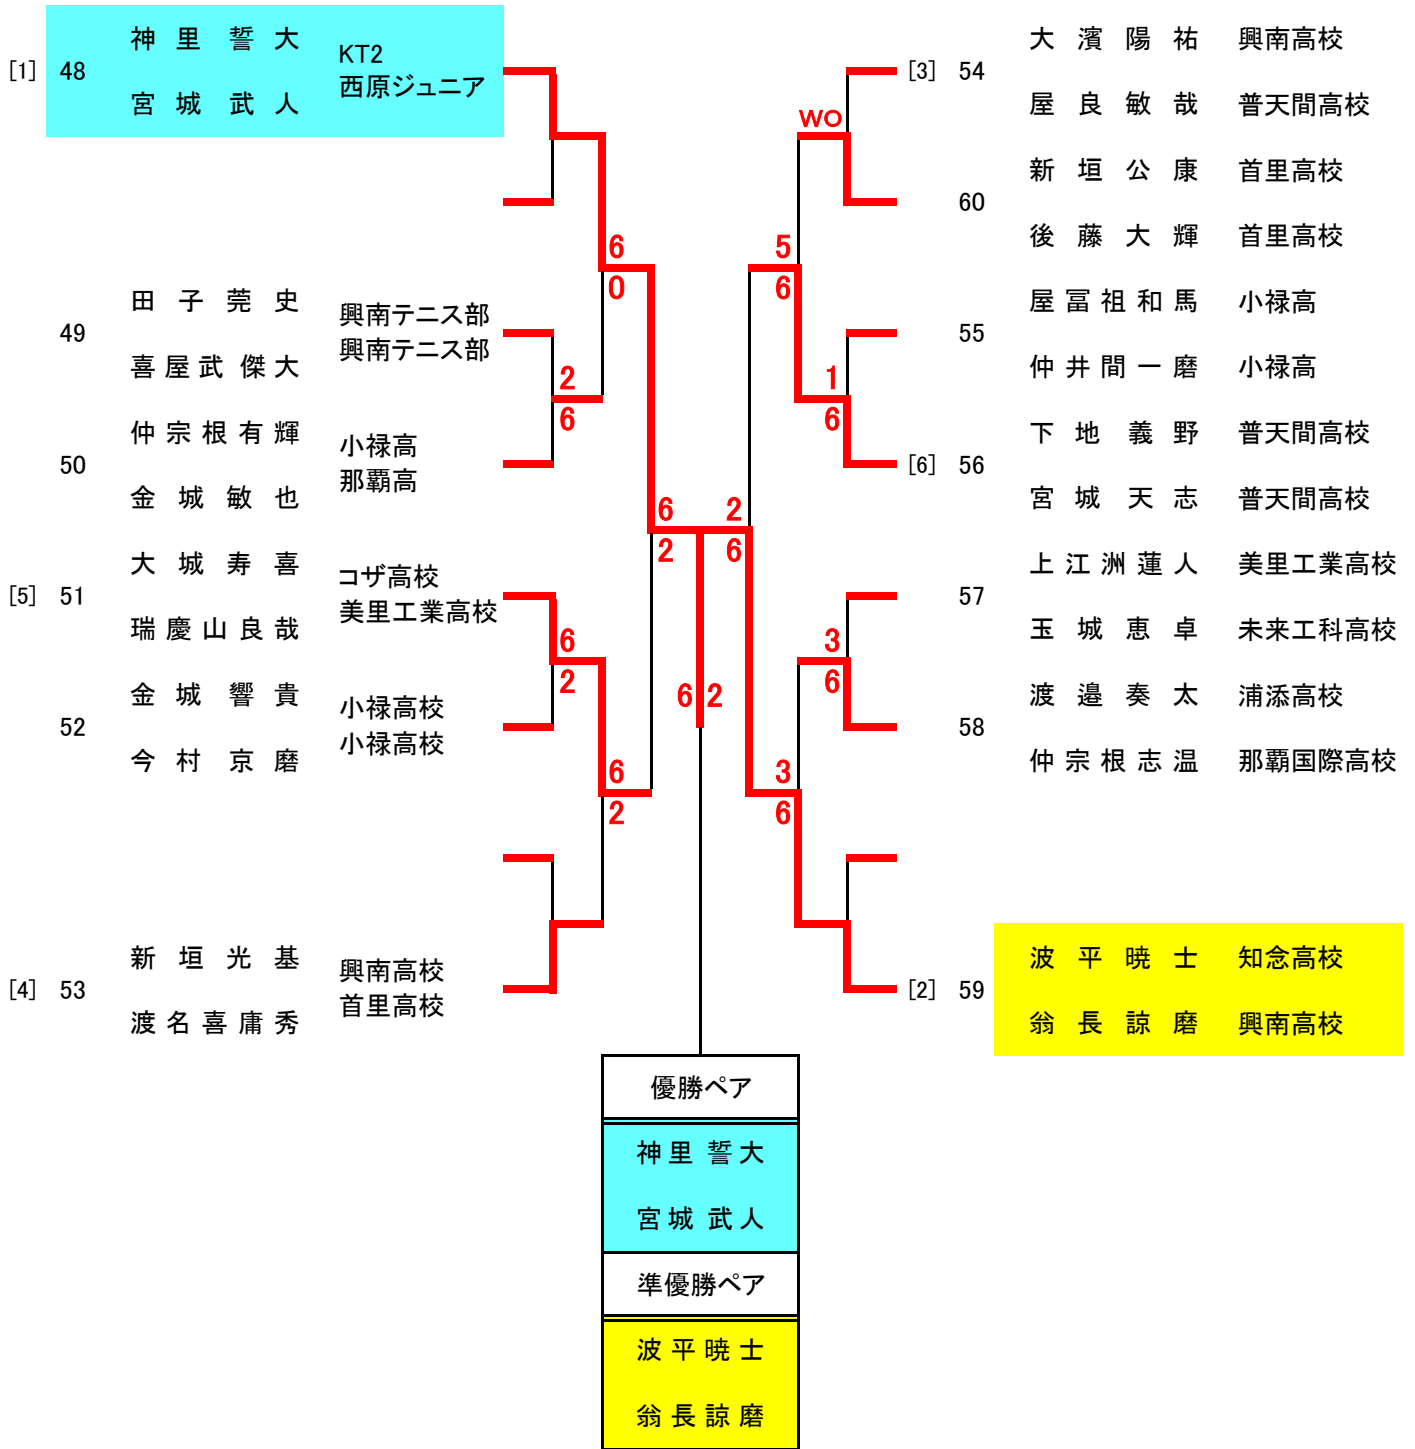 神里 誓大
[1] 48 KT2
西原ジュニア
宮城 武人
6
0
田子莞史
49 興南テニス部
興南テニス部
喜屋武傑大
2
6
仲宗根有輝
50 小禄高
那覇高
金城敏也
6
2
大城寿喜
[5] 51 コザ高校
美里工業高校
瑞慶山良哉
6
2
金城響貴
52 小禄高校
小禄高校
今村京磨
6
2
新垣光基
[4] 53 興南高校
首里高校
渡名喜庸秀
大濱陽祐 興南高校
[3] 54
屋良敏哉 普天間高校
WO
新垣公康 首里高校
60
後藤大輝 首里高校
5
6
屋冨祖和馬 小禄高
55
仲井間一磨 小禄高
1
6
下地義野 普天間高校
[6] 56
宮城天志 普天間高校
2
6
上江洲蓮人 美里工業高校
57
玉城恵卓 未来工科高校
3
6
渡邉奏太 浦添高校
58
仲宗根志温 那覇国際高校
3
6
波平暁士 知念高校
[2] 59
翁長諒磨 興南高校
6 2
優勝ペア
神里 誓大
宮城 武人
準優勝ペア
波平暁士
翁長諒磨